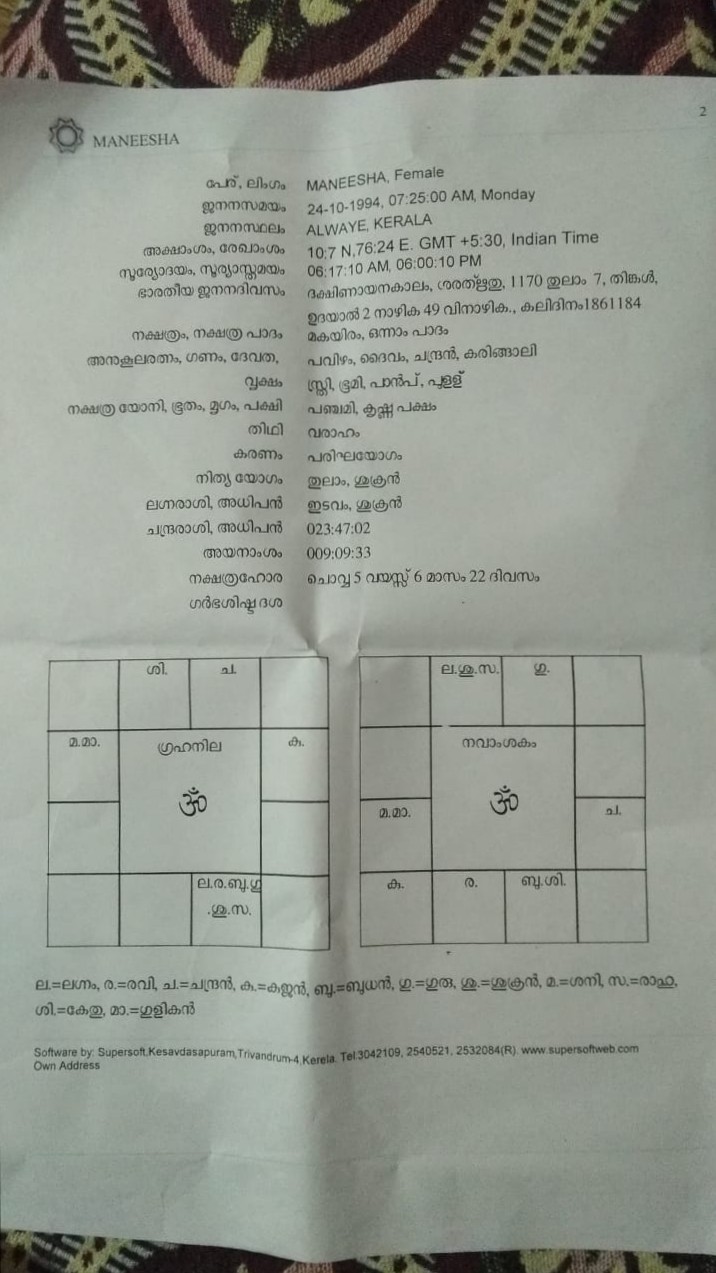 2
MANEESHA
പേര്, ലിംഗം MANEESHA, Female
ജനനസമയം 24-10-1994, 07:25:00 AM, Monday
ജനനസ്ഥലം ALWAYE, KERALA
അക്ഷാംശം, രേഖാംശം 10:7 N,76:24 E. GMT +5:30, Indian Time
സൂര്യോദയം, സൂര്യാസ്തമയം 06:17:10 AM, 06:00:10 PM
ഭാരതീയ ജനനദിവസം ദക്ഷിണായനകാലം, ശരത്ഋതു, 1170 തുലാം 7, തിങ്കൾ,
ഉദയാൽ 2 നാഴിക 49 വിനാഴിക., കലിദിനം1861184
നക്ഷത്രം, നക്ഷത്ര പാദം മകയിരം, ഒന്നാം പാദം
അനുകൂലരത്നം, ഗണം, ദേവത, പവിഴം, ദൈവം, ചന്ദ്രൻ, കരിങ്ങാലി
വൃക്ഷം സ്ത്രി, ഭൂമി, പാൻപ്, പുള്ള്
നക്ഷത്ര യോനി, ഭൂതം, മൃഗം, പക്ഷി പഞ്ചമി, കൃഷ്ണ പക്ഷം
തിഥി വരാഹം
കരണം പരിഘയോഗം
നിത്യ യോഗം തുലാം, ശുക്രൻ
ലഗ്നരാശി, അധിപൻ ഇടവം, ശുക്രൻ
ചന്ദ്രരാശി, അധിപൻ 023:47:02
അയനാംശം 009:09:33
നക്ഷത്രഹോര ചൊവ്വ 5 വയസ്സ് 6 മാസം 22 ദിവസം
ഗർഭശിഷ്ട ദശ
ശി. ച.
മ.മാ. ഗ്രഹനില കു.
ॐ
ല.ര.ബു.ഗു
.ശു.സ.
ല.ശു.സ. ഗു.
നവാംശകം
ॐ
മ.മാ. ച.
കു. ര. ബു.ശി.
ല.=ലഗ്നം, ര.=രവി, ച.=ചന്ദ്രൻ, കു.=കുജൻ, ബു.=ബുധൻ, ഗു.=ഗുരു, ശു.=ശുക്രൻ, മ.=ശനി, സ.=രാഹു,
ശി.=കേതു, മാ.=ഗുളികൻ
Software by: Supersoft,Kesavdasapuram,Trivandrum-4,Kerela. Tel:3042109, 2540521, 2532084(R). www.supersoftweb.com
Own Address